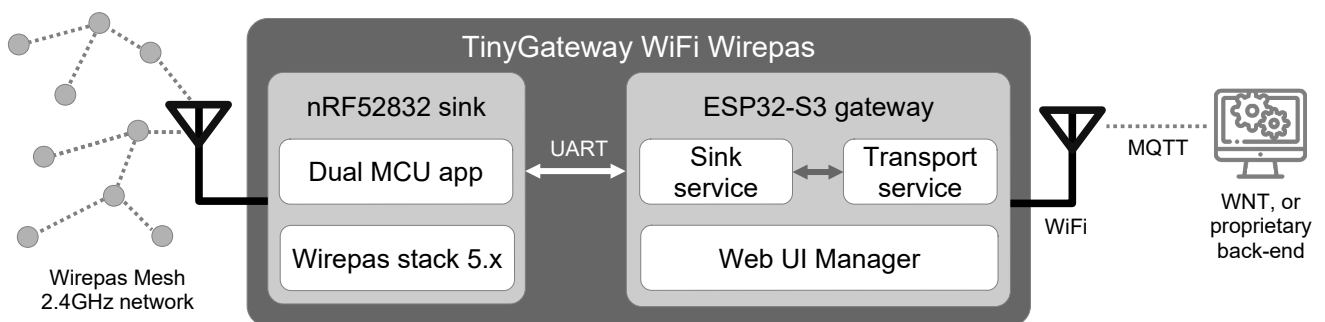 TinyGateway WiFi Wirepas
nRF52832 sink
Dual MCU app
Wirepas stack 5.x
UART
ESP32-S3 gateway
Sink
service
Transport
service
Web UI Manager
Wirepas Mesh
2.4GHz network
WiFi
MQTT
WNT, or
proprietary
back-end